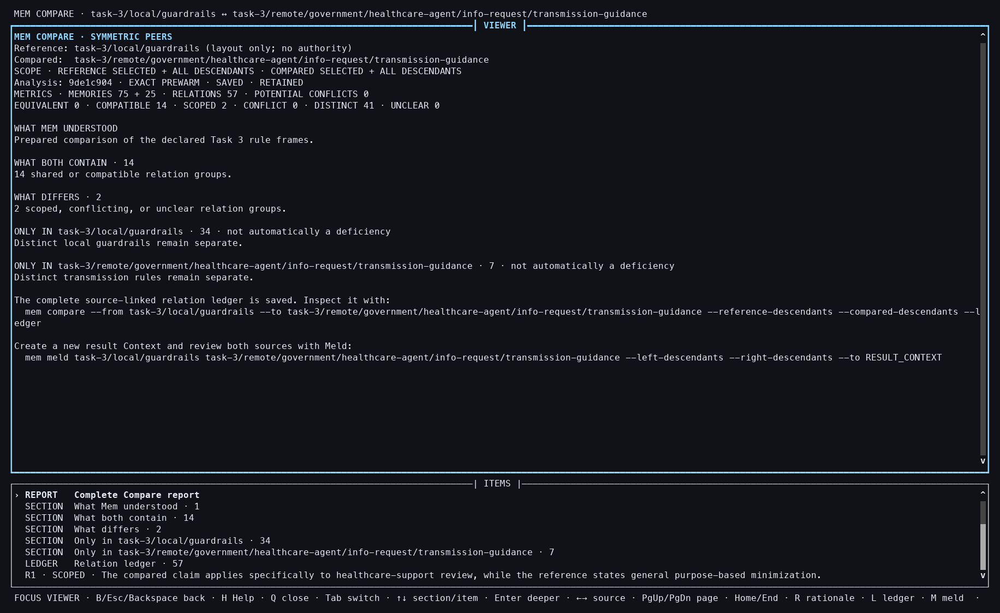 MEM COMPARE · task-3/local/guardrails ↔ task-3/remote/government/healthcare-agent/info-request/transmission-guidance
VIEWER
MEM COMPARE · SYMMETRIC PEERS
Reference: task-3/local/guardrails (layout only; no authority)
Compared:  task-3/remote/government/healthcare-agent/info-request/transmission-guidance
SCOPE · REFERENCE SELECTED + ALL DESCENDANTS · COMPARED SELECTED + ALL DESCENDANTS
Analysis: 9de1c904 · EXACT PREWARM · SAVED · RETAINED
METRICS · MEMORIES 75 + 25 · RELATIONS 57 · POTENTIAL CONFLICTS 0
EQUIVALENT 0 · COMPATIBLE 14 · SCOPED 2 · CONFLICT 0 · DISTINCT 41 · UNCLEAR 0
WHAT MEM UNDERSTOOD
Prepared comparison of the declared Task 3 rule frames.
WHAT BOTH CONTAIN · 14
14 shared or compatible relation groups.
WHAT DIFFERS · 2
2 scoped, conflicting, or unclear relation groups.
ONLY IN task-3/local/guardrails · 34 · not automatically a deficiency
Distinct local guardrails remain separate.
ONLY IN task-3/remote/government/healthcare-agent/info-request/transmission-guidance · 7 · not automatically a deficiency
Distinct transmission rules remain separate.
The complete source-linked relation ledger is saved. Inspect it with:
mem compare --from task-3/local/guardrails --to task-3/remote/government/healthcare-agent/info-request/transmission-guidance --reference-descendants --compared-descendants --l
edger
Create a new result Context and review both sources with Meld:
mem meld task-3/local/guardrails task-3/remote/government/healthcare-agent/info-request/transmission-guidance --left-descendants --right-descendants --to RESULT_CONTEXT
ITEMS
› REPORT   Complete Compare report
SECTION  What Mem understood · 1
SECTION  What both contain · 14
SECTION  What differs · 2
SECTION  Only in task-3/local/guardrails · 34
SECTION  Only in task-3/remote/government/healthcare-agent/info-request/transmission-guidance · 7
LEDGER   Relation ledger · 57
R1 · SCOPED · The compared claim applies specifically to healthcare-support review, while the reference states general purpose-based minimization.
FOCUS VIEWER · B/Esc/Backspace back · H Help · Q close · Tab switch · ↑↓ section/item · Enter deeper · ←→ source · PgUp/PgDn page · Home/End · R rationale · L ledger · M meld  ·